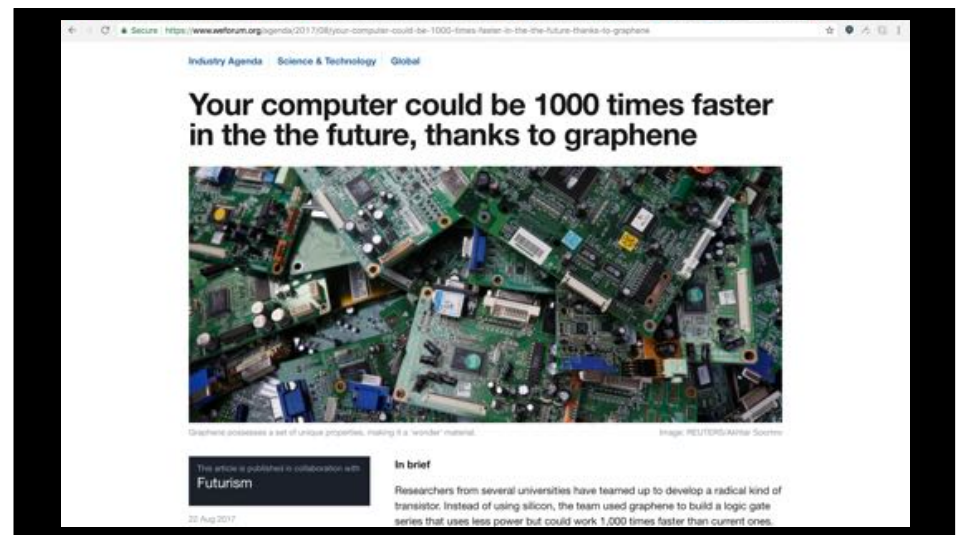 Secure https://www.weforum.org/agenda/2017/08/your-computer-could-be-1000-times-faster-in-the-the-future-thanks-to-graphene
Industry Agenda Science & Technology Global
Your computer could be 1000 times faster
in the the future, thanks to graphene
Graphene possesses a set of unique properties, making it a 'wonder' material.
Image: REUTERS/Akhtar Soomro
This article is published in collaboration with
Futurism
22 Aug 2017
In brief
Researchers from several universities have teamed up to develop a radical kind of
transistor. Instead of using silicon, the team used graphene to build a logic gate
series that uses less power but could work 1,000 times faster than current ones.